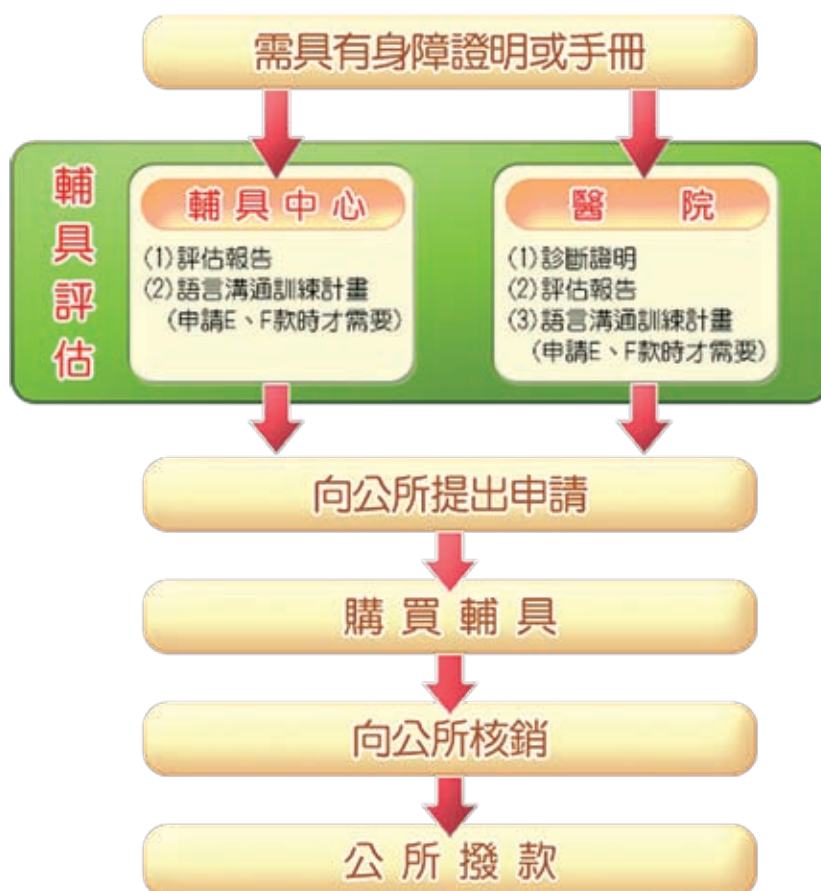 需具有身障證明或手冊
輔具評估
輔具中心
(1)評估報告
(2)語言溝通訓練計畫
(申請E、F款時才需要)
醫院
(1)診斷證明
(2)評估報告
(3)語言溝通訓練計畫
(申請E、F款時才需要)
向公所提出申請
購買輔具
向公所核銷
公所撥款